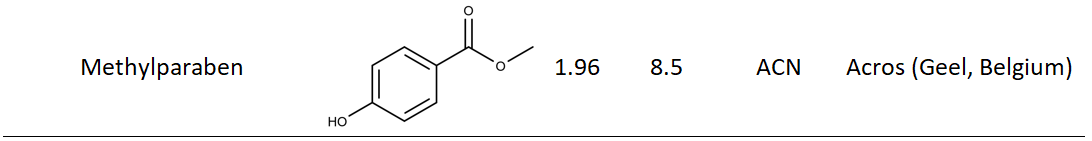 O
Methylparaben 1.96 8.5 ACN Acros (Geel, Belgium)
O
HO